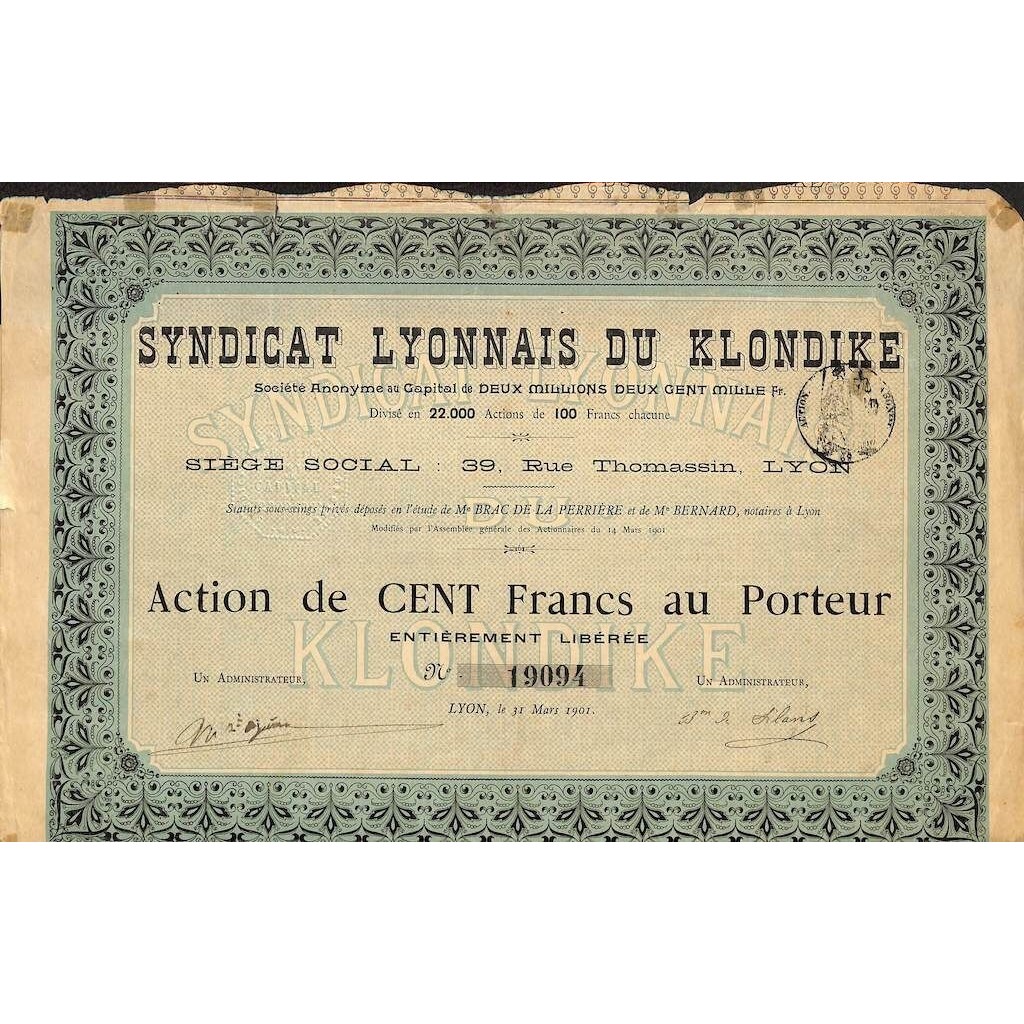 SYNDICAT LYONNAIS DU KLONDIKE
Société Anonyme au Capital de DEUX MILLIONS DEUX CENT MILLE Fr.
Divisé en 22.000 Actions de 100 Francs chacune
SIÈGE SOCIAL : 39, Rue Thomassin, LYON
Statuts sous-seings privés déposés en l'étude de Me BRAC DE LA PERRIÈRE et de Me BERNARD, notaires à Lyon
Modifiés par l'Assemblée générale des Actionnaires du 14 Mars 1901
Action de CENT Francs au Porteur
ENTIÈREMENT LIBÉRÉE
No 19094
UN ADMINISTRATEUR, UN ADMINISTRATEUR,
LYON, le 31 Mars 1901.
SYNDICAT LYONNAIS
DU
KLONDIKE
ACTION